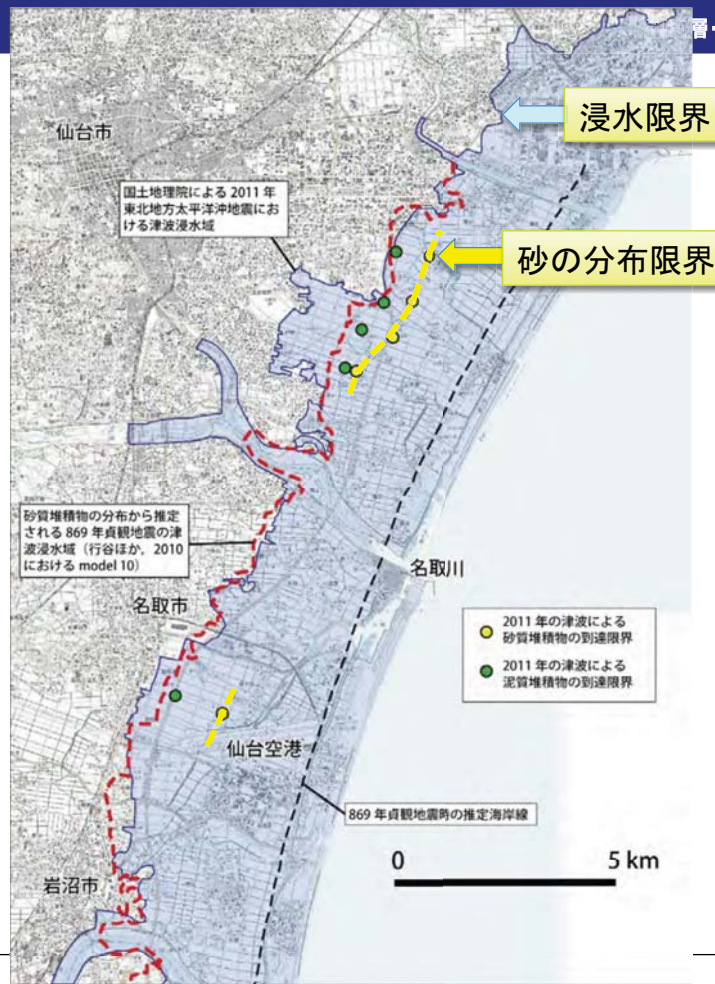 層・
浸水限界
仙台市
国土地理院による 2011 年
東北地方太平洋沖地震にお
ける津波浸水域
砂の分布限界
砂質堆積物の分布から推定
される 869 年貞観地震の津
波浸水域（行谷ほか，2010
における model 10）
名取川
名取市
2011 年の津波による
砂質堆積物の到達限界
2011 年の津波による
泥質堆積物の到達限界
仙台空港
869 年貞観地震時の推定海岸線
0 5 km
岩沼市